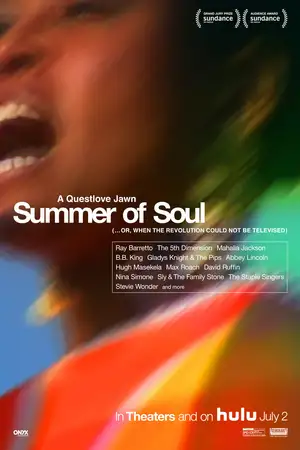 GRAND JURY PRIZE
sundance
AUDIENCE AWARD
sundance
A Questlove Jawn
Summer of Soul
(...OR, WHEN THE REVOLUTION COULD NOT BE TELEVISED)
Ray Barretto The 5th Dimension Mahalia Jackson
B.B. King Gladys Knight & The Pips Abbey Lincoln
Hugh Masekela Max Roach David Ruffin
Nina Simone Sly & The Family Stone The Staple Singers
Stevie Wonder and more
In Theaters and on hulu July 2
ONYX